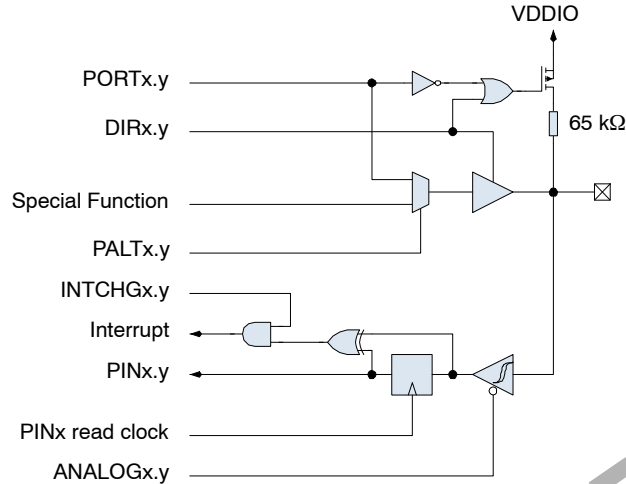 VDDIO
PORTx.y
DIRx.y
65 kΩ
Special Function
PALTx.y
INTCHGx.y
Interrupt
PINx.y
PINx read clock
ANALOGx.y